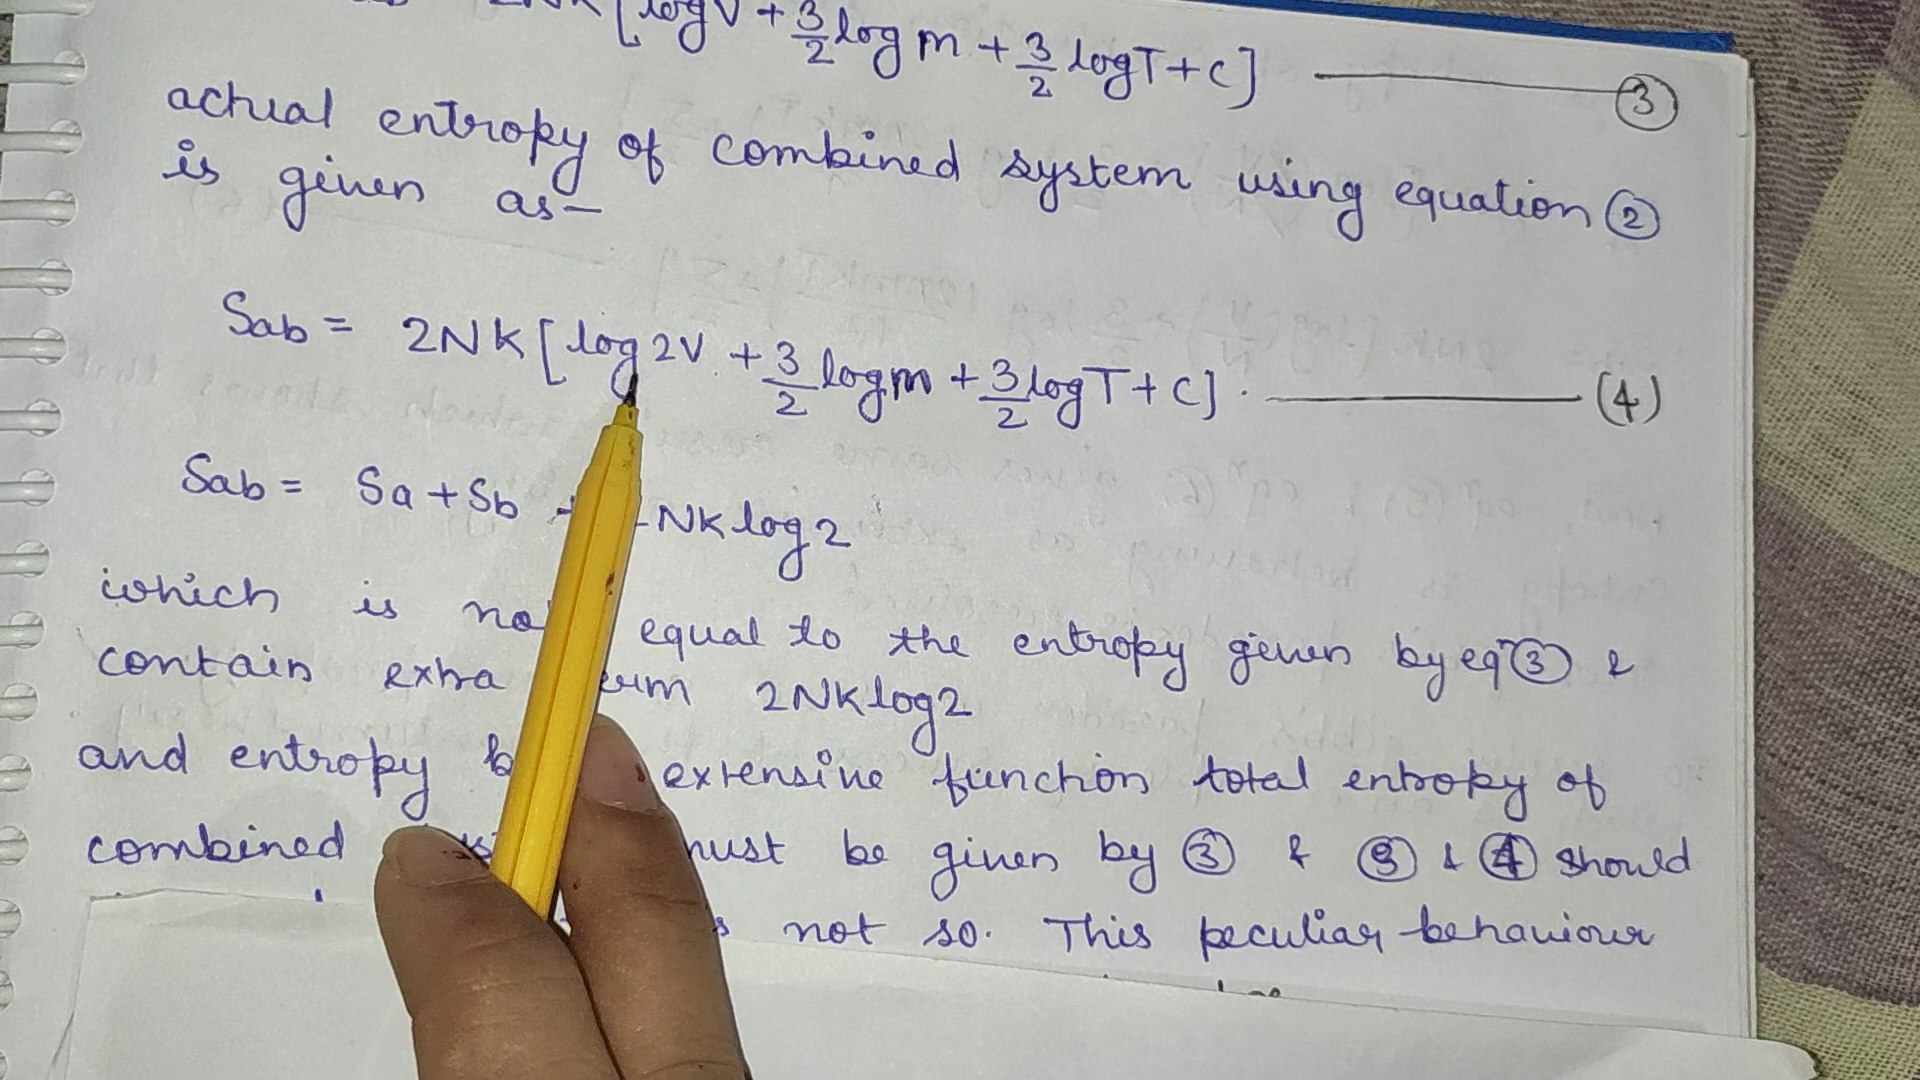 [log V + 3/2 log m + 3/2 log T + C] ——— ③
actual entropy of combined system using equation ②
is given as—
Sab = 2NK [log 2V + 3/2 log m + 3/2 log T + C]. ——— (4)
Sab = Sa + Sb NK log 2
which is equal to the entropy given by eqn ③ &
contain extra 2NK log 2
and entropy extensive function total entropy of
combined must be given by ③ & ③ & ④ should
not so. This peculiar behaviour